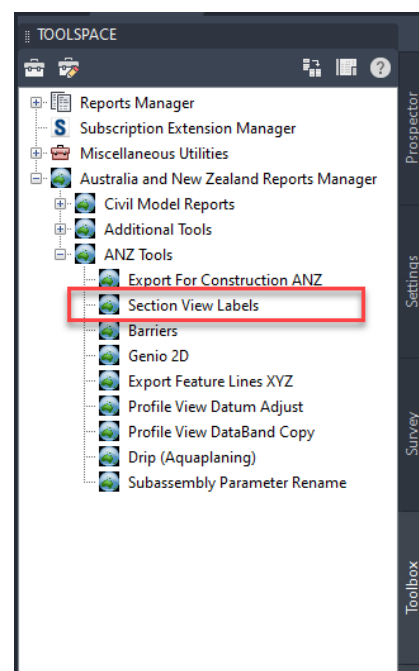 TOOLSPACE
Reports Manager
S Subscription Extension Manager
Miscellaneous Utilities
Australia and New Zealand Reports Manager
Civil Model Reports
Additional Tools
ANZ Tools
Export For Construction ANZ
Section View Labels
Barriers
Genio 2D
Export Feature Lines XYZ
Profile View Datum Adjust
Profile View DataBand Copy
Drip (Aquaplaning)
Subassembly Parameter Rename
Prospector
Settings
Survey
Toolbox